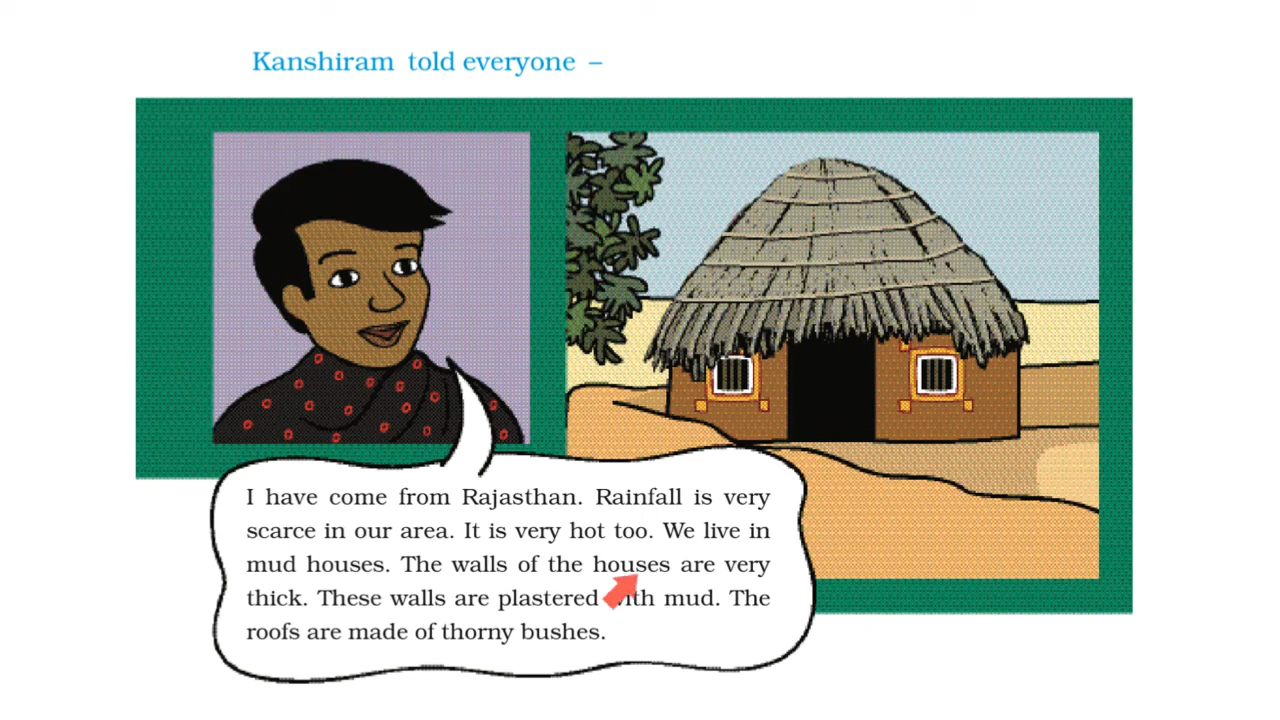 Kanshiram told everyone –
I have come from Rajasthan. Rainfall is very
scarce in our area. It is very hot too. We live in
mud houses. The walls of the houses are very
thick. These walls are plastered with mud. The
roofs are made of thorny bushes.